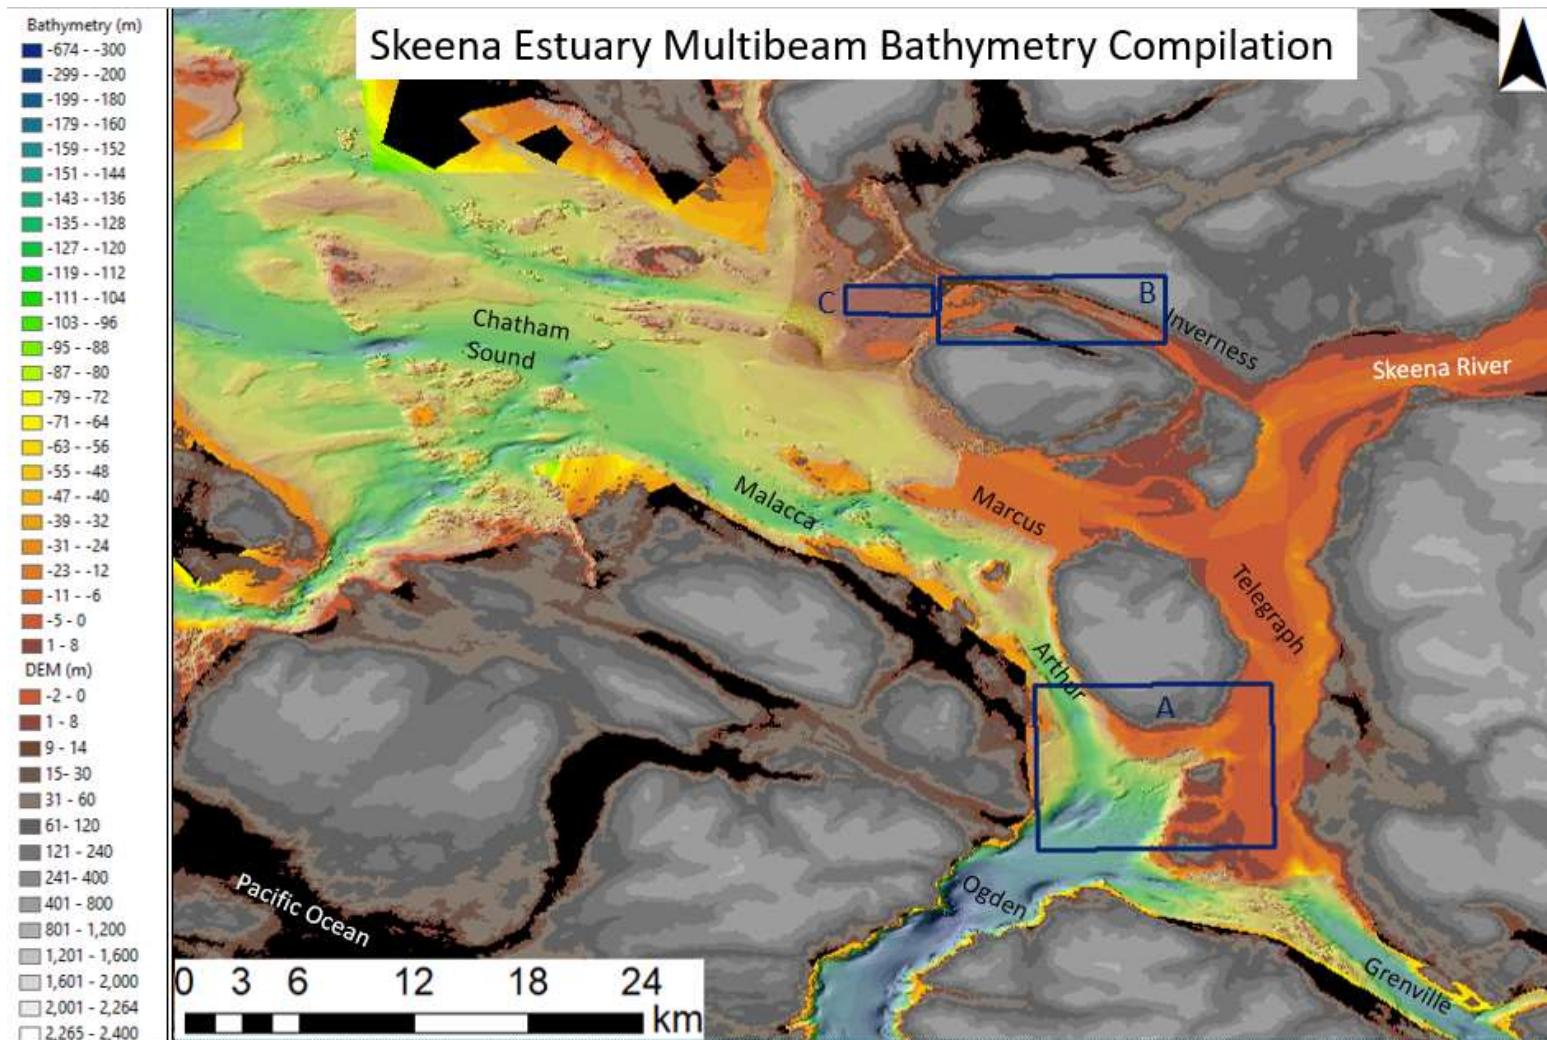 Skeena Estuary Multibeam Bathymetry Compilation
Bathymetry (m)
-674 - -300
-299 - -200
-199 - -180
-179 - -160
-159 - -152
-151 - -144
-143 - -136
-135 - -128
-127 - -120
-119 - -112
-111 - -104
-103 - -96
-95 - -88
-87 - -80
-79 - -72
-71 - -64
-63 - -56
-55 - -48
-47 - -40
-39 - -32
-31 - -24
-23 - -12
-11 - -6
-5 - 0
1 - 8
DEM (m)
-2 - 0
1 - 8
9 - 14
15- 30
31 - 60
61- 120
121 - 240
241- 400
401 - 800
801 - 1,200
1,201 - 1,600
1,601 - 2,000
2,001 - 2,264
2,265 - 2,400
C
B
Inverness
Chatham
Sound
Skeena River
Malacca
Marcus
Telegraph
Arthur
A
Ogden
Pacific Ocean
Grenville
0 3 6 12 18 24
km